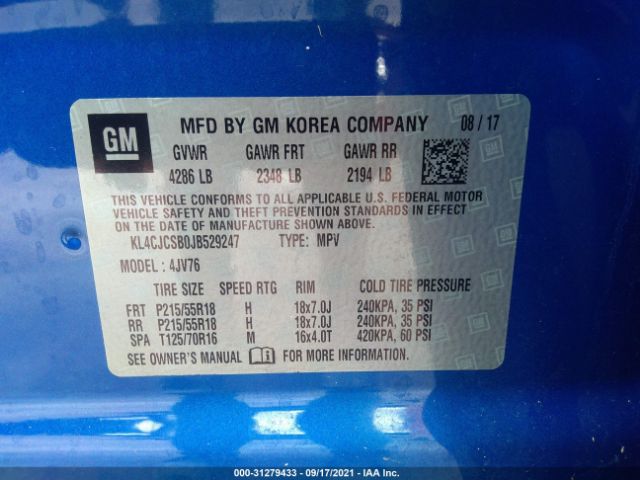 GM
MFD BY GM KOREA COMPANY 08 / 17
GVWR GAWR FRT GAWR RR
4286 LB 2348 LB 2194 LB
THIS VEHICLE CONFORMS TO ALL APPLICABLE U.S. FEDERAL MOTOR
VEHICLE SAFETY AND THEFT PREVENTION STANDARDS IN EFFECT
ON THE DATE OF MANUFACTURE SHOWN ABOVE.
KL4CJCSB0JB529247 TYPE: MPV
MODEL : 4JV76
TIRE SIZE SPEED RTG RIM COLD TIRE PRESSURE
FRT P215/55R18 H 18x7.0J 240KPA, 35 PSI
RR P215/55R18 H 18x7.0J 240KPA, 35 PSI
SPA T125/70R16 M 16x4.0T 420KPA, 60 PSI
SEE OWNER'S MANUAL FOR MORE INFORMATION.
000-31279433 - 09/17/2021 - IAA Inc.